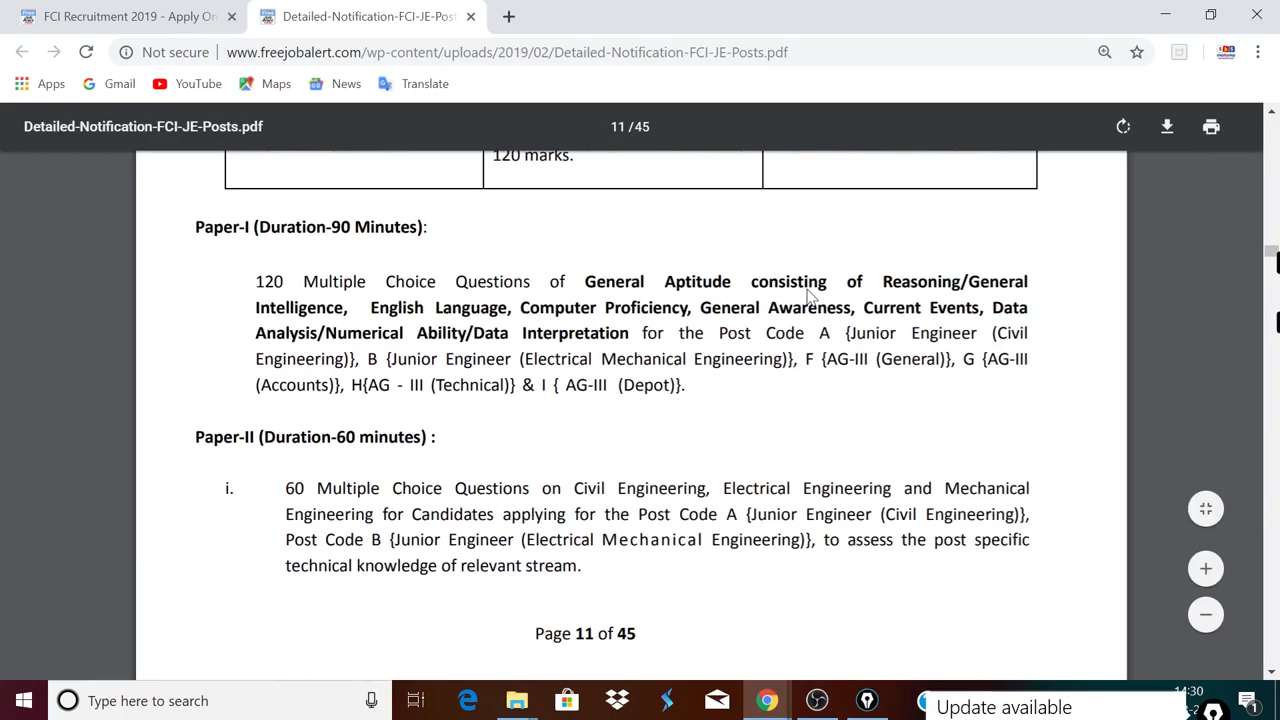 FCI Recruitment 2019 - Apply On
Detailed-Notification-FCI-JE-Post
Not secure www.freejobalert.com/wp-content/uploads/2019/02/Detailed-Notification-FCI-JE-Posts.pdf
Apps Gmail YouTube Maps News Translate
Detailed-Notification-FCI-JE-Posts.pdf 11 / 45
120 marks.
Paper-I (Duration-90 Minutes):
120 Multiple Choice Questions of General Aptitude consisting of Reasoning/General
Intelligence, English Language, Computer Proficiency, General Awareness, Current Events, Data
Analysis/Numerical Ability/Data Interpretation for the Post Code A {Junior Engineer (Civil
Engineering)}, B {Junior Engineer (Electrical Mechanical Engineering)}, F {AG-III (General)}, G {AG-III
(Accounts)}, H{AG - III (Technical)} & I { AG-III (Depot)}.
Paper-II (Duration-60 minutes) :
i. 60 Multiple Choice Questions on Civil Engineering, Electrical Engineering and Mechanical
Engineering for Candidates applying for the Post Code A {Junior Engineer (Civil Engineering)},
Post Code B {Junior Engineer (Electrical Mechanical Engineering)}, to assess the post specific
technical knowledge of relevant stream.
Page 11 of 45
Type here to search
Update available
14:30
1